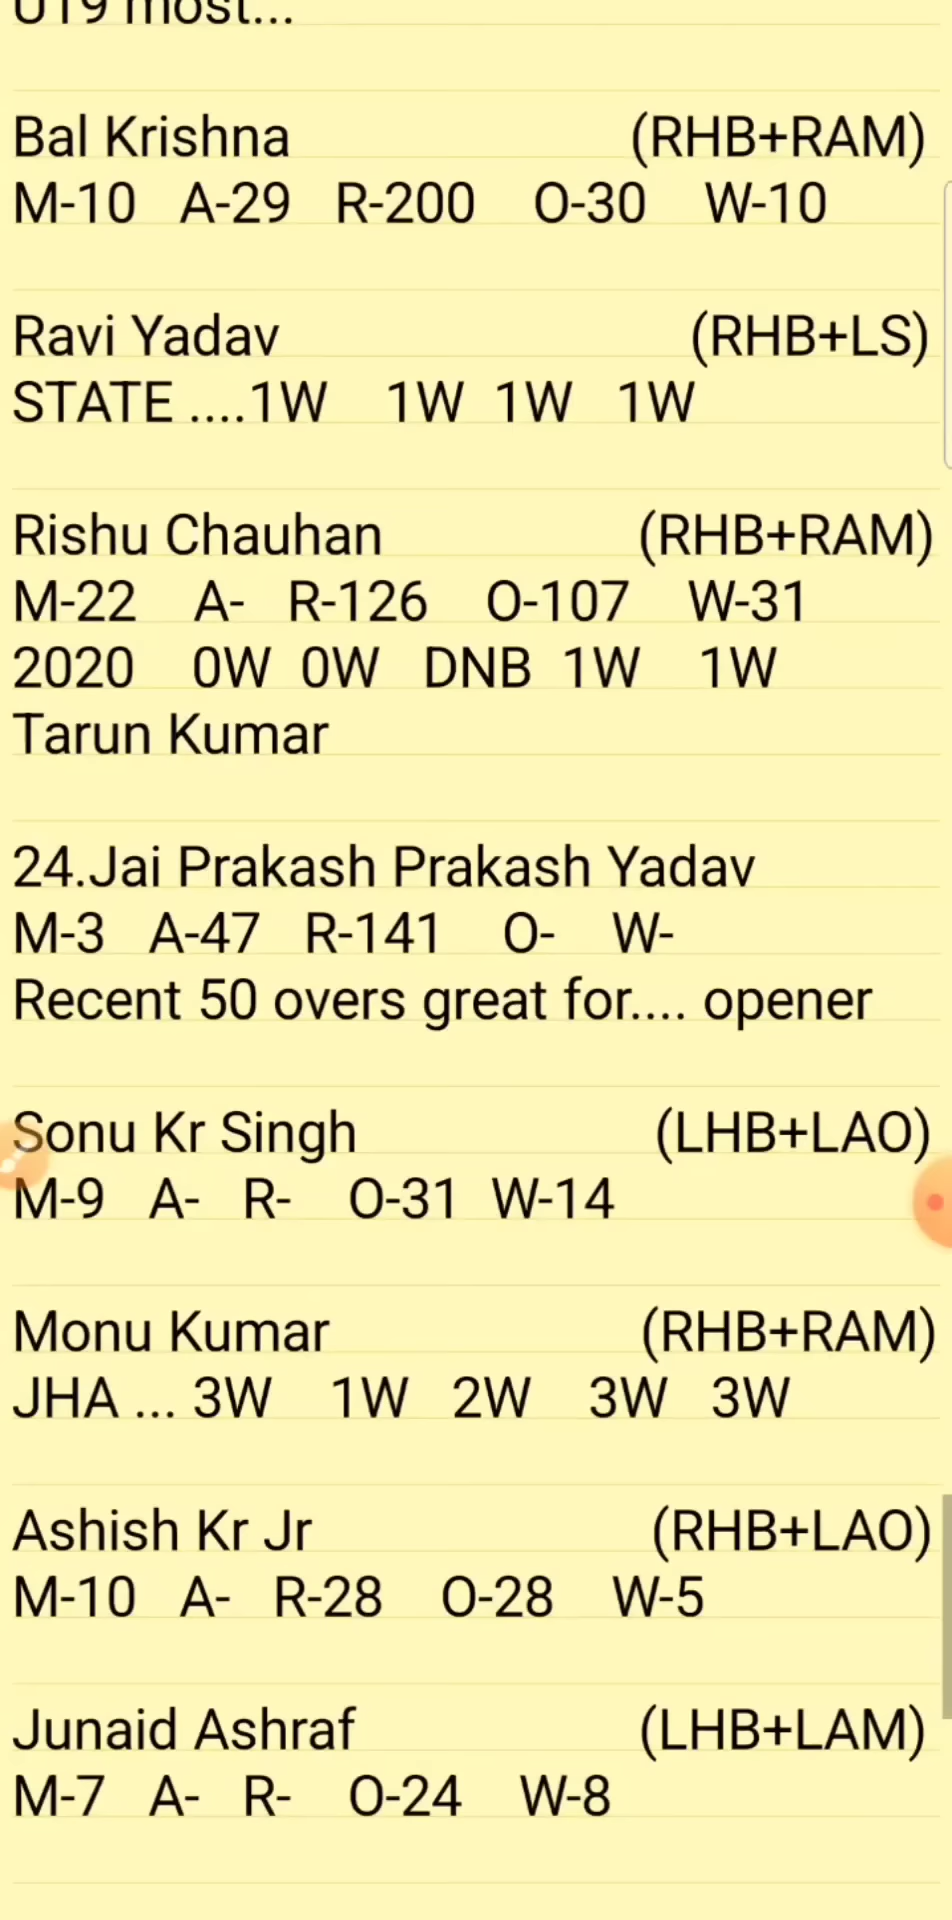 U19 most...
Bal Krishna (RHB+RAM)
M-10 A-29 R-200 O-30 W-10
Ravi Yadav (RHB+LS)
STATE ....1W 1W 1W 1W
Rishu Chauhan (RHB+RAM)
M-22 A- R-126 O-107 W-31
2020 0W 0W DNB 1W 1W
Tarun Kumar
24.Jai Prakash Prakash Yadav
M-3 A-47 R-141 O- W-
Recent 50 overs great for.... opener
Sonu Kr Singh (LHB+LAO)
M-9 A- R- O-31 W-14
Monu Kumar (RHB+RAM)
JHA ... 3W 1W 2W 3W 3W
Ashish Kr Jr (RHB+LAO)
M-10 A- R-28 O-28 W-5
Junaid Ashraf (LHB+LAM)
M-7 A- R- O-24 W-8